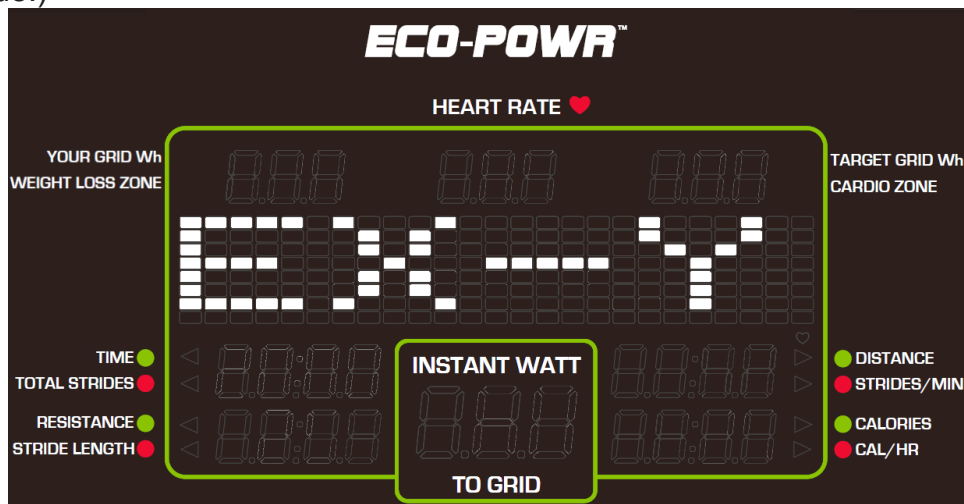 ECO-POWR™
HEART RATE
YOUR GRID Wh
WEIGHT LOSS ZONE
TARGET GRID Wh
CARDIO ZONE
EX-Y
TIME
TOTAL STRIDES
RESISTANCE
STRIDE LENGTH
INSTANT WATT
TO GRID
DISTANCE
STRIDES/MIN
CALORIES
CAL/HR